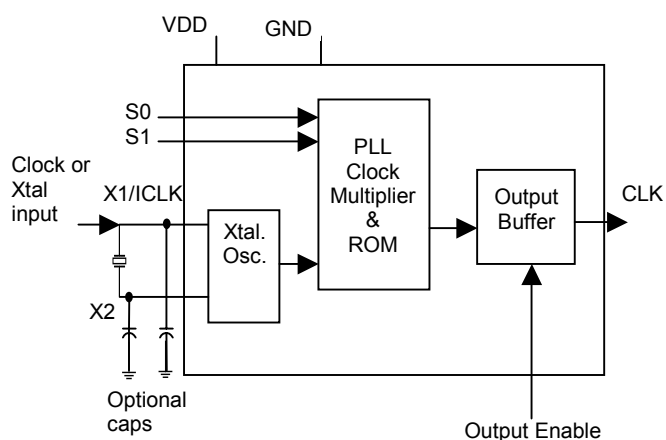 VDD
GND
S0
S1
Clock or
Xtal
input
X1/ICLK
X2
Xtal.
Osc.
PLL
Clock
Multiplier
&
ROM
Output
Buffer
CLK
Optional
caps
Output Enable